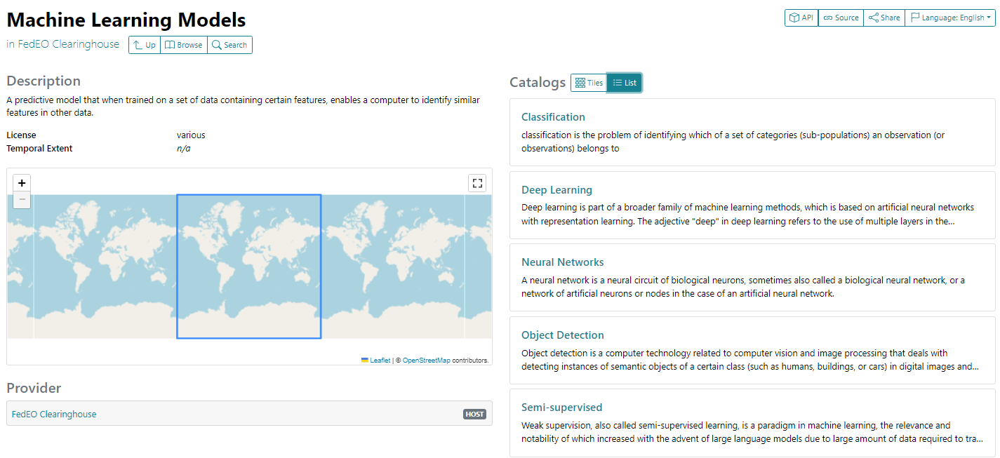 Machine Learning Models
in FedEO Clearinghouse
Up
Browse
Search
API
Source
Share
Language: English
Description
A predictive model that when trained on a set of data containing certain features, enables a computer to identify similar
features in other data.
License various
Temporal Extent n/a
+
−
Leaflet | © OpenStreetMap contributors.
Provider
FedEO Clearinghouse
HOST
Catalogs
Tiles
List
Classification
classification is the problem of identifying which of a set of categories (sub-populations) an observation (or
observations) belongs to
Deep Learning
Deep learning is part of a broader family of machine learning methods, which is based on artificial neural networks
with representation learning. The adjective "deep" in deep learning refers to the use of multiple layers in the...
Neural Networks
A neural network is a neural circuit of biological neurons, sometimes also called a biological neural network, or a
network of artificial neurons or nodes in the case of an artificial neural network.
Object Detection
Object detection is a computer technology related to computer vision and image processing that deals with
detecting instances of semantic objects of a certain class (such as humans, buildings, or cars) in digital images and...
Semi-supervised
Weak supervision, also called semi-supervised learning, is a paradigm in machine learning, the relevance and
notability of which increased with the advent of large language models due to large amount of data required to tra...